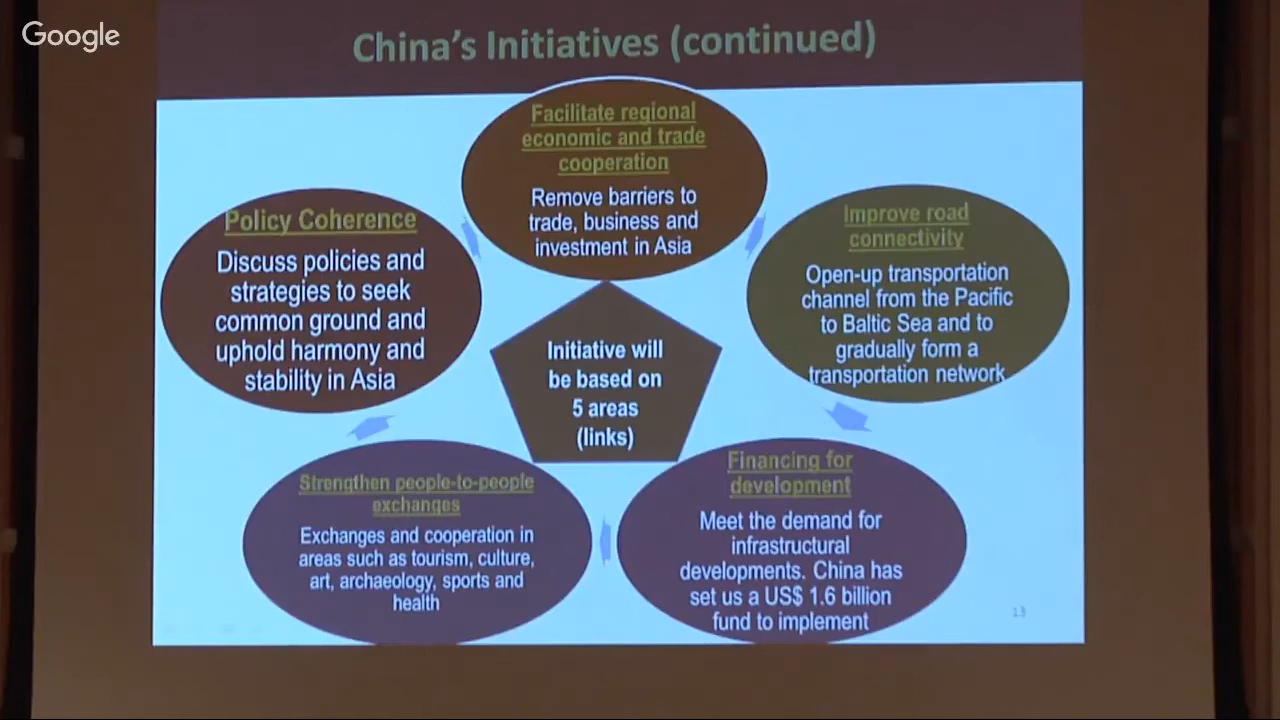 Google
China's Initiatives (continued)
Facilitate regional
economic and trade
cooperation
Remove barriers to
trade, business and
investment in Asia
Policy Coherence
Discuss policies and
strategies to seek
common ground and
uphold harmony and
stability in Asia
Improve road
connectivity
Open-up transportation
channel from the Pacific
to Baltic Sea and to
gradually form a
transportation network
Initiative will
be based on
5 areas
(links)
Strengthen people-to-people
exchanges
Exchanges and cooperation in
areas such as tourism, culture,
art, archaeology, sports and
health
Financing for
development
Meet the demand for
infrastructural
developments. China has
set us a US$ 1.6 billion
fund to implement
13